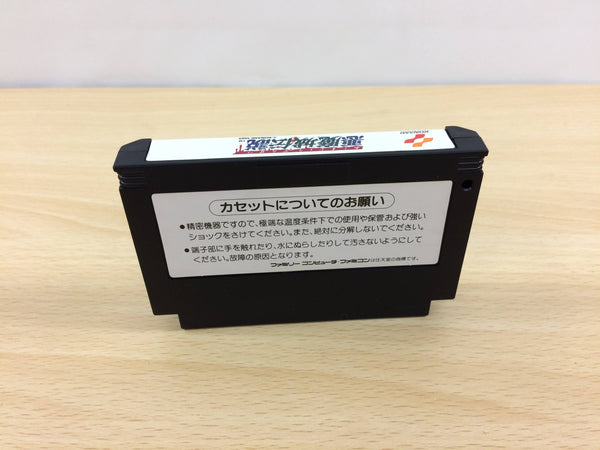 悪魔城伝説
KONAMI
カセットについてのお願い
●精密機器ですので、極端な温度条件下での使用や保管および強い
ショックをさけてください。また、絶対に分解しないでください。
●端子部に手を触れたり、水にぬらしたりして汚さないようにして
ください。故障の原因となります。
ファミリーコンピュータ・ファミコンは任天堂の商標です。